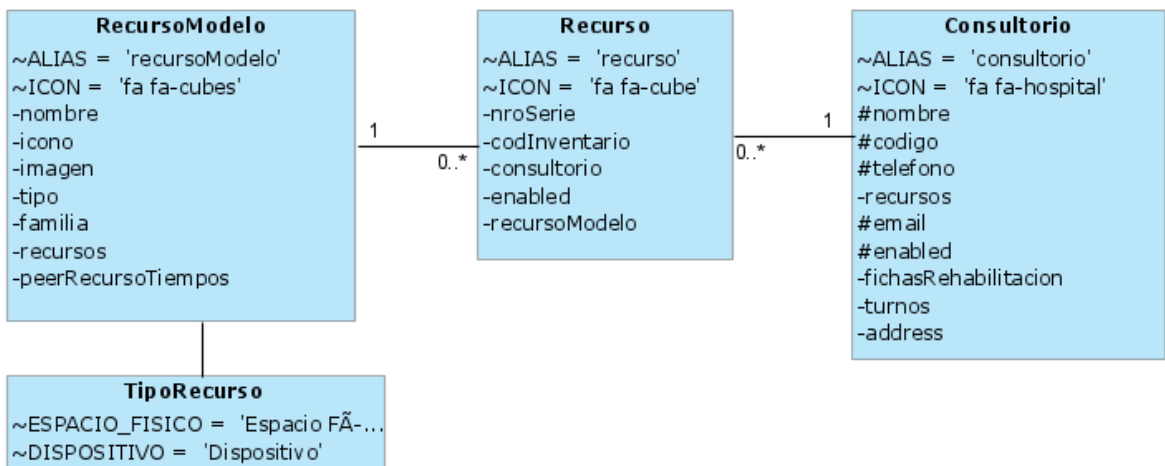 RecursoModelo
~ALIAS = 'recursoModelo'
~ICON = 'fa fa-cubes'
-nombre
-icono
-imagen
-tipo
-familia
-recursos
-peerRecursoTiempos
1
0..*
Recurso
~ALIAS = 'recurso'
~ICON = 'fa fa-cube'
-nroSerie
-codInventario
-consultorio
-enabled
-recursoModelo
1
0..*
Consultorio
~ALIAS = 'consultorio'
~ICON = 'fa fa-hospital'
#nombre
#codigo
#telefono
-recursos
#email
#enabled
-fichasRehabilitacion
-turnos
-address
TipoRecurso
~ESPACIO_FISICO = 'Espacio FÃ-...
~DISPOSITIVO = 'Dispositivo'